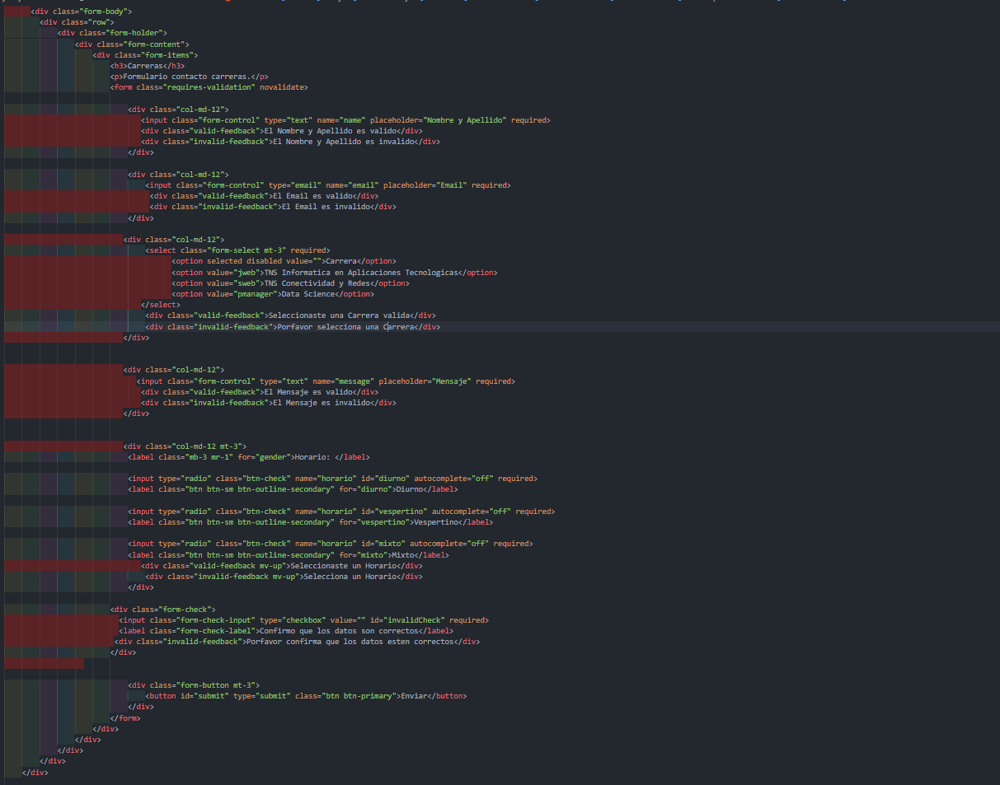 <div class="form-body">
<div class="row">
<div class="form-holder">
<div class="form-content">
<div class="form-items">
<h3>Carreras</h3>
<p>Formulario contacto carreras.</p>
<form class="requires-validation" novalidate>
<div class="col-md-12">
<input class="form-control" type="text" name="name" placeholder="Nombre y Apellido" required>
<div class="valid-feedback">El Nombre y Apellido es valido</div>
<div class="invalid-feedback">El Nombre y Apellido es invalido</div>
</div>
<div class="col-md-12">
<input class="form-control" type="email" name="email" placeholder="Email" required>
<div class="valid-feedback">El Email es valido</div>
<div class="invalid-feedback">El Email es invalido</div>
</div>
<div class="col-md-12">
<select class="form-select mt-3" required>
<option selected disabled value="">Carrera</option>
<option value="jweb">TNS Informatica en Aplicaciones Tecnologicas</option>
<option value="sweb">TNS Conectividad y Redes</option>
<option value="pmanager">Data Science</option>
</select>
<div class="valid-feedback">Seleccionaste una Carrera valida</div>
<div class="invalid-feedback">Porfavor selecciona una Carrera</div>
</div>
<div class="col-md-12">
<input class="form-control" type="text" name="message" placeholder="Mensaje" required>
<div class="valid-feedback">El Mensaje es valido</div>
<div class="invalid-feedback">El Mensaje es invalido</div>
</div>
<div class="col-md-12 mt-3">
<label class="mb-3 mr-1" for="gender">Horario: </label>
<input type="radio" class="btn-check" name="horario" id="diurno" autocomplete="off" required>
<label class="btn btn-sm btn-outline-secondary" for="diurno">Diurno</label>
<input type="radio" class="btn-check" name="horario" id="vespertino" autocomplete="off" required>
<label class="btn btn-sm btn-outline-secondary" for="vespertino">Vespertino</label>
<input type="radio" class="btn-check" name="horario" id="mixto" autocomplete="off" required>
<label class="btn btn-sm btn-outline-secondary" for="mixto">Mixto</label>
<div class="valid-feedback mv-up">Seleccionaste un Horario</div>
<div class="invalid-feedback mv-up">Selecciona un Horario</div>
</div>
<div class="form-check">
<input class="form-check-input" type="checkbox" value="" id="invalidCheck" required>
<label class="form-check-label">Confirmo que los datos son correctos</label>
<div class="invalid-feedback">Porfavor confirma que los datos esten correctos</div>
</div>
<div class="form-button mt-3">
<button id="submit" type="submit" class="btn btn-primary">Enviar</button>
</div>
</form>
</div>
</div>
</div>
</div>
</div>